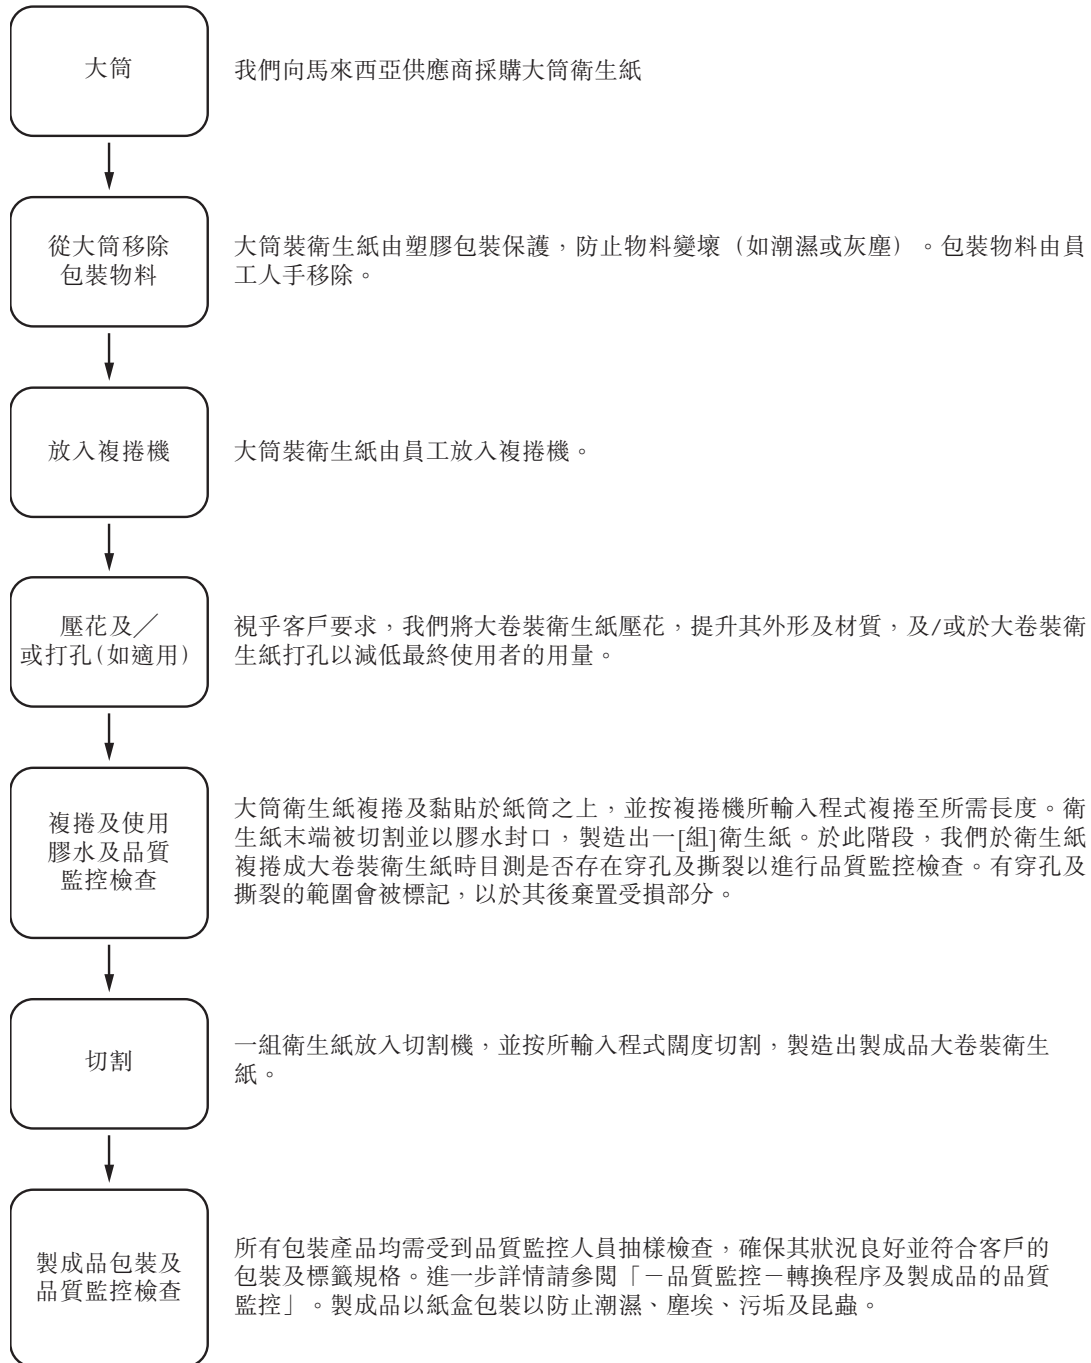 大筒
我們向馬來西亞供應商採購大筒衛生紙
從大筒移除
包裝物料
大筒裝衛生紙由塑膠包裝保護，防止物料變壞（如潮濕或灰塵）。包裝物料由員
工人手移除。
放入複捲機
大筒裝衛生紙由員工放入複捲機。
壓花及／
或打孔(如適用)
視乎客戶要求，我們將大卷裝衛生紙壓花，提升其外形及材質，及/或於大卷裝衛
生紙打孔以減低最終使用者的用量。
複捲及使用
膠水及品質
監控檢查
大筒衛生紙複捲及黏貼於紙筒之上，並按複捲機所輸入程式複捲至所需長度。衛
生紙末端被切割並以膠水封口，製造出一[組]衛生紙。於此階段，我們於衛生紙
複捲成大卷裝衛生紙時目測是否存在穿孔及撕裂以進行品質監控檢查。有穿孔及
撕裂的範圍會被標記，以於其後棄置受損部分。
切割
一組衛生紙放入切割機，並按所輸入程式闊度切割，製造出製成品大卷裝衛生
紙。
製成品包裝及
品質監控檢查
所有包裝產品均需受到品質監控人員抽樣檢查，確保其狀況良好並符合客戶的
包裝及標籤規格。進一步詳情請參閱「－品質監控－轉換程序及製成品的品質
監控」。製成品以紙盒包裝以防止潮濕、塵埃、污垢及昆蟲。